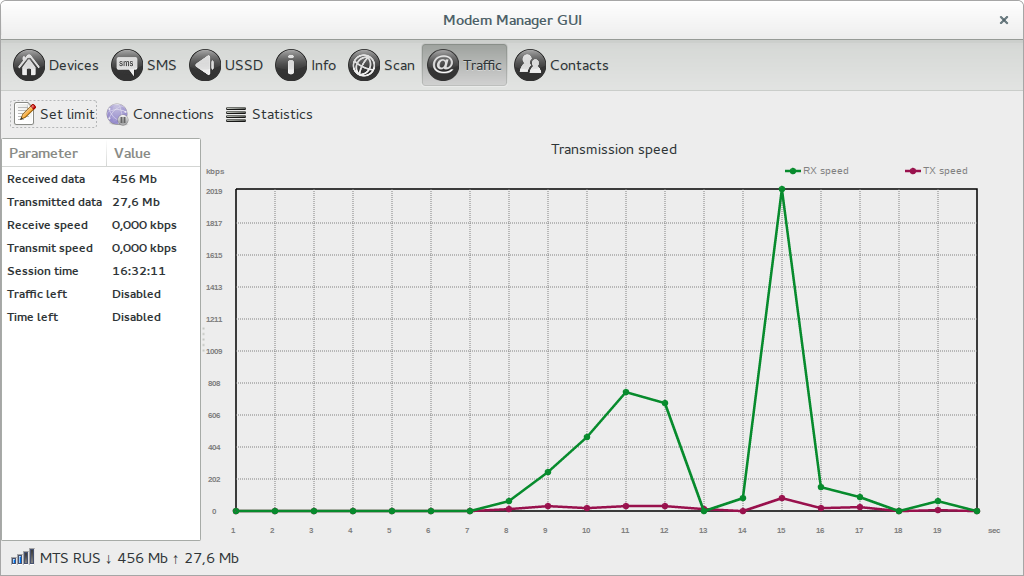 Modem Manager GUI ×
Devices SMS USSD Info Scan Traffic Contacts
sms
Set limit Connections Statistics
Parameter Value
Received data 456 Mb
Transmitted data 27,6 Mb
Receive speed 0,000 kbps
Transmit speed 0,000 kbps
Session time 16:32:11
Traffic left Disabled
Time left Disabled
Transmission speed
kbps
RX speed TX speed
2019
1817
1615
1413
1211
1009
808
606
404
202
0
1 2 3 4 5 6 7 8 9 10 11 12 13 14 15 16 17 18 19 sec
MTS RUS ↓ 456 Mb ↑ 27,6 Mb